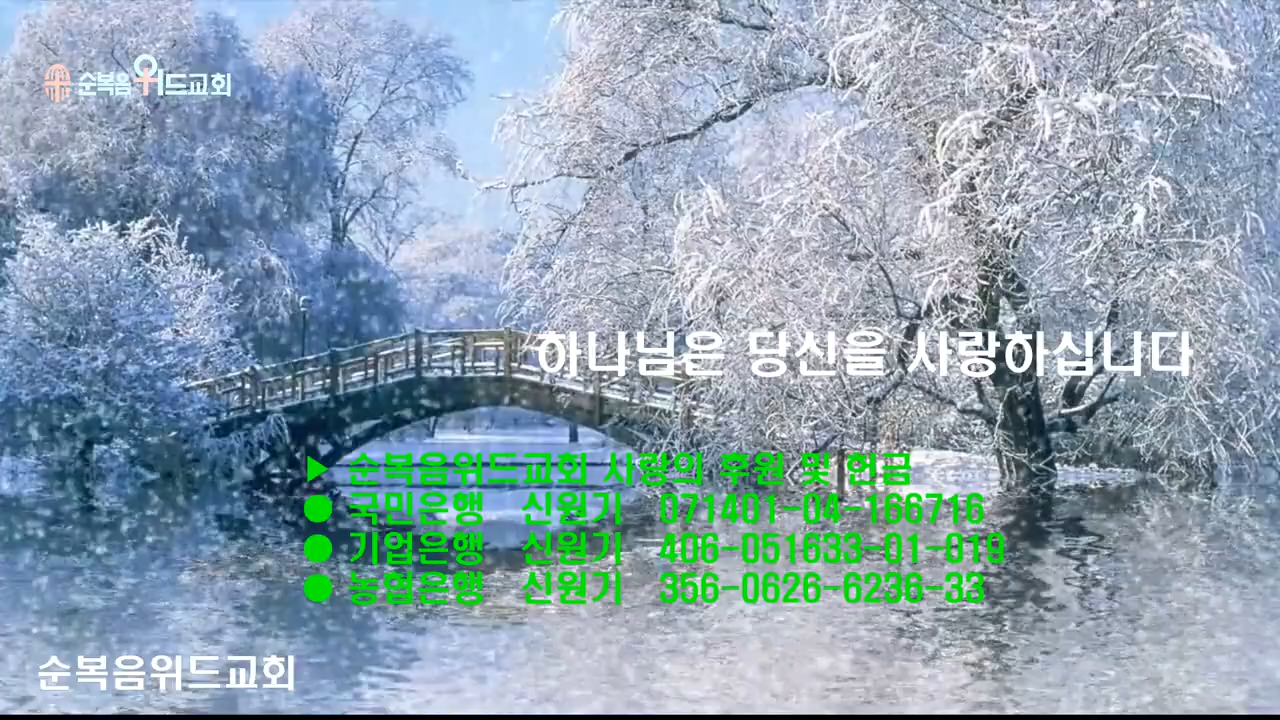 순복음위드교회
하나님은 당신을 사랑하십니다
▶ 순복음위드교회 사랑의 후원 및 헌금
● 국민은행 신원기 071401-04-166716
● 기업은행 신원기 406-051633-01-019
● 농협은행 신원기 356-0626-6236-33
순복음위드교회